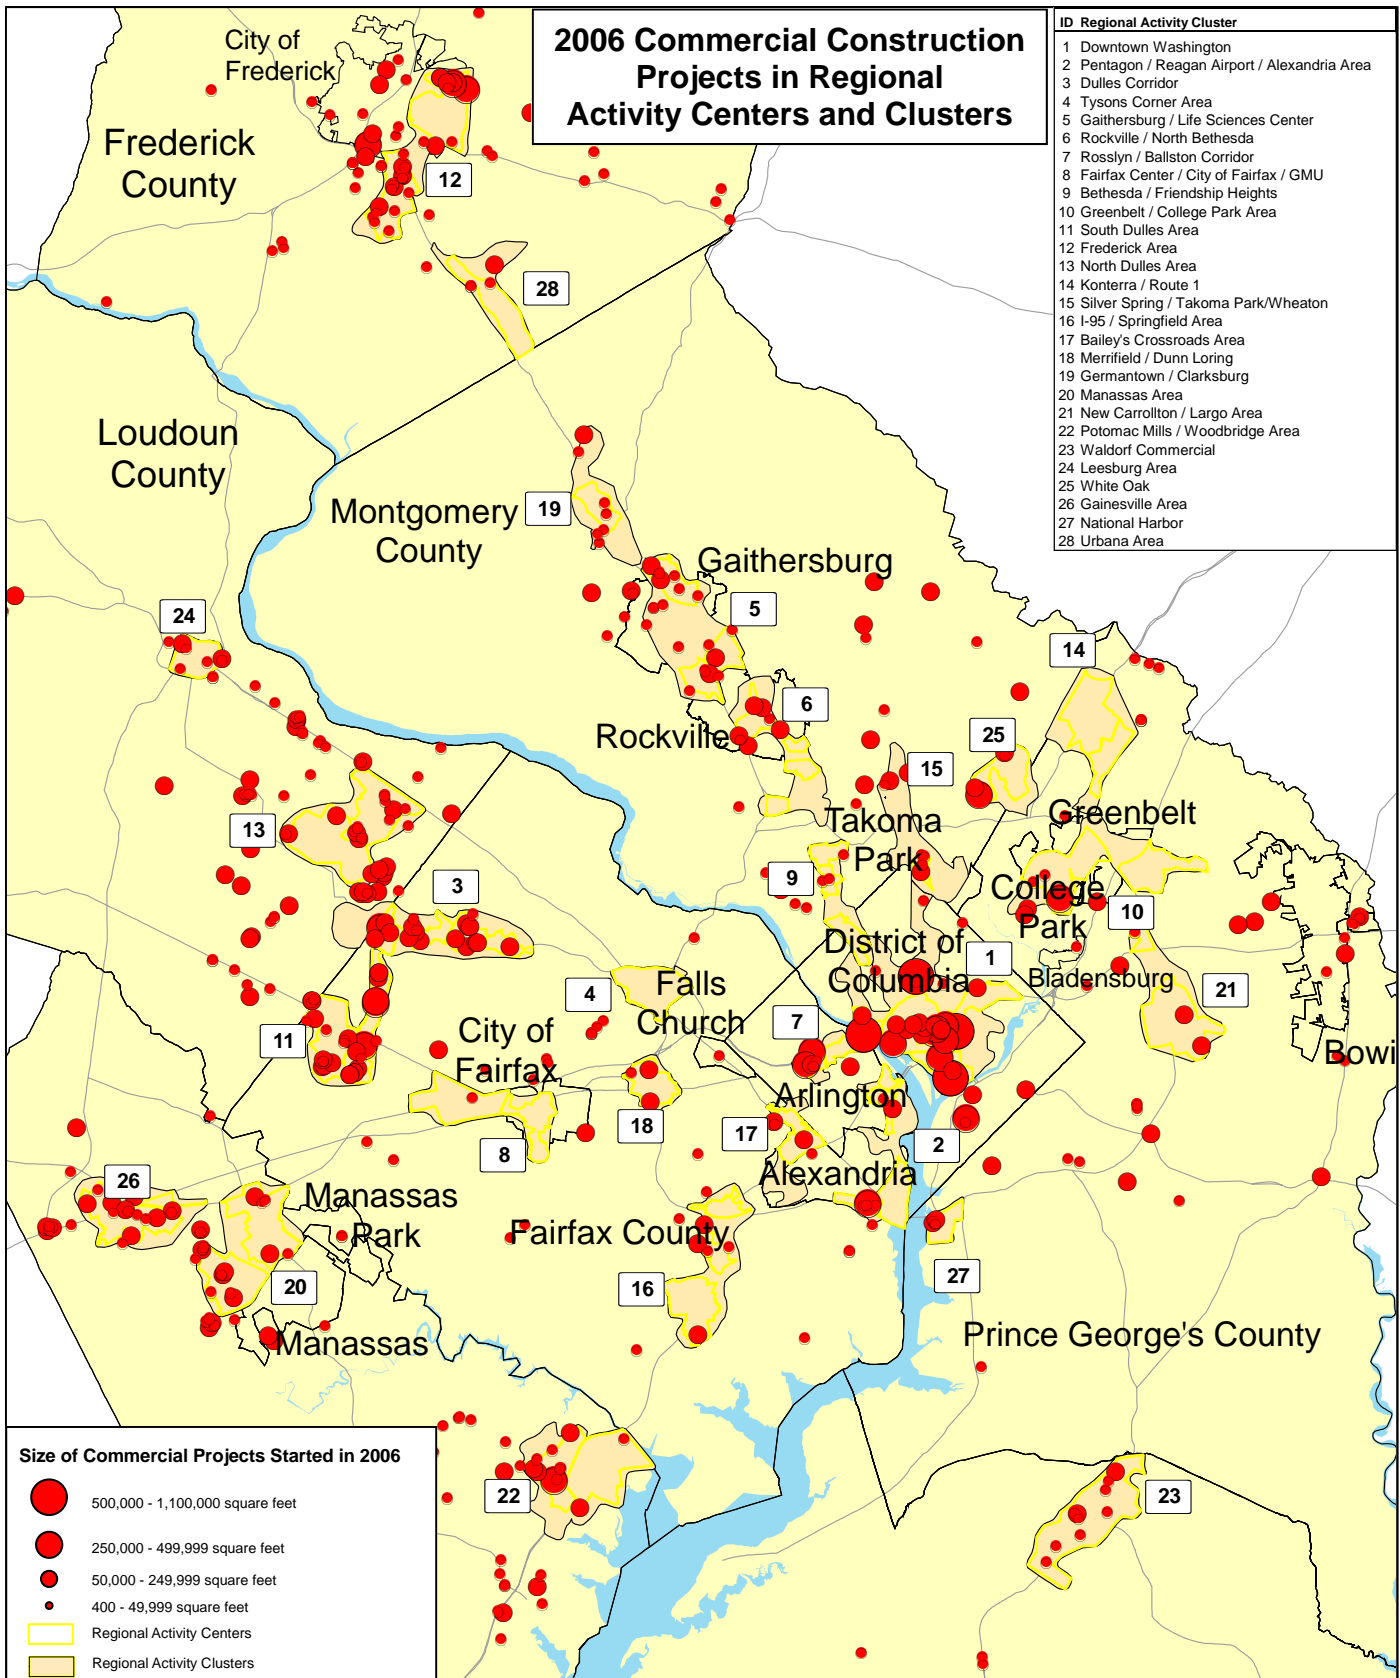 2006 Commercial Construction
Projects in Regional
Activity Centers and Clusters
ID Regional Activity Cluster
1 Downtown Washington
2 Pentagon / Reagan Airport / Alexandria Area
3 Dulles Corridor
4 Tysons Corner Area
5 Gaithersburg / Life Sciences Center
6 Rockville / North Bethesda
7 Rosslyn / Ballston Corridor
8 Fairfax Center / City of Fairfax / GMU
9 Bethesda / Friendship Heights
10 Greenbelt / College Park Area
11 South Dulles Area
12 Frederick Area
13 North Dulles Area
14 Konterra / Route 1
15 Silver Spring / Takoma Park/Wheaton
16 I-95 / Springfield Area
17 Bailey's Crossroads Area
18 Merrifield / Dunn Loring
19 Germantown / Clarksburg
20 Manassas Area
21 New Carrollton / Largo Area
22 Potomac Mills / Woodbridge Area
23 Waldorf Commercial
24 Leesburg Area
25 White Oak
26 Gainesville Area
27 National Harbor
28 Urbana Area
City of
Frederick
Frederick
County
12
28
Loudoun
County
Montgomery
County
19
Gaithersburg
5
24
14
6
Rockville
25
15
13
Takoma
Park
Greenbelt
9
3
College
Park
10
District of
Columbia
1
Bladensburg
4
Falls
Church
21
7
11
City of
Fairfax
Bowi
Arlington
18
17
2
8
Alexandria
26
Manassas
Park
Fairfax County
27
20
16
Manassas
Prince George's County
22
23
Size of Commercial Projects Started in 2006
500,000 - 1,100,000 square feet
250,000 - 499,999 square feet
50,000 - 249,999 square feet
400 - 49,999 square feet
Regional Activity Centers
Regional Activity Clusters